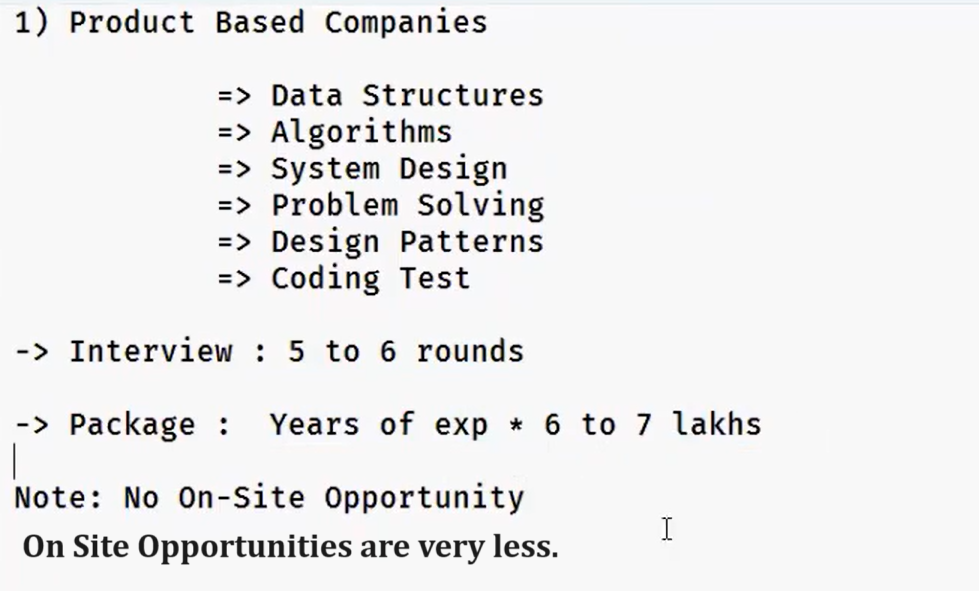 1) Product Based Companies
=> Data Structures
=> Algorithms
=> System Design
=> Problem Solving
=> Design Patterns
=> Coding Test
-> Interview : 5 to 6 rounds
-> Package :  Years of exp * 6 to 7 lakhs
Note: No On-Site Opportunity
On Site Opportunities are very less.